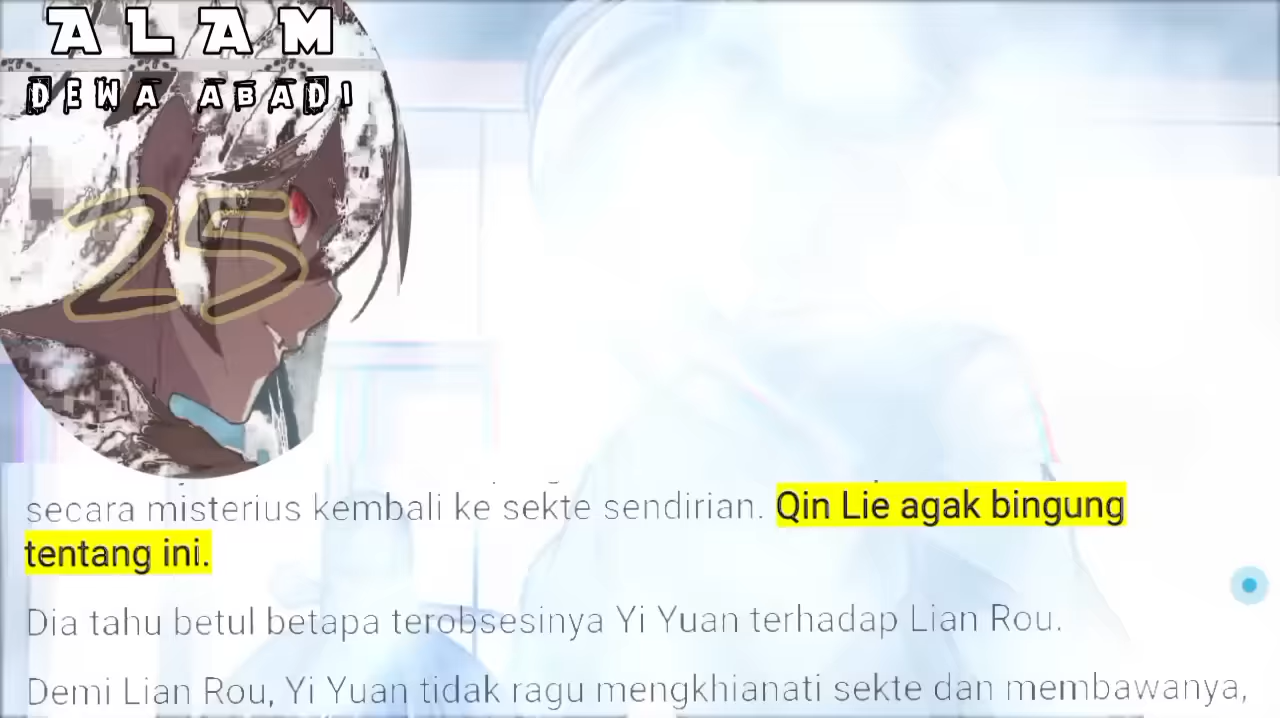 ALAM
DEWA ABADI
25
secara misterius kembali ke sekte sendirian. Qin Lie agak bingung
tentang ini.
Dia tahu betul betapa terobsesinya Yi Yuan terhadap Lian Rou.
Demi Lian Rou, Yi Yuan tidak ragu mengkhianati sekte dan membawanya,